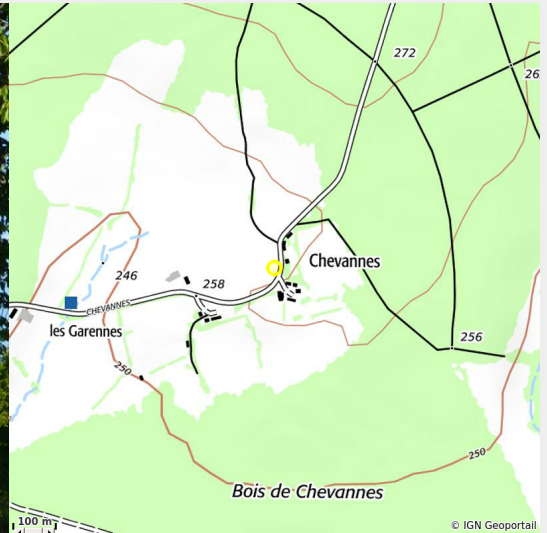 272
26
Chevannes
246
258
CHEVANNES
les Garennes
256
250
250
Bois de Chevannes
100 m
© IGN Geoportail